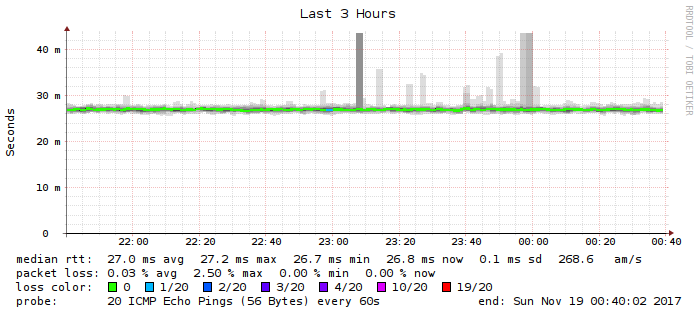 Last 3 Hours
RRDTOOL / TOBI OETIKER
Seconds
40 m
30 m
20 m
10 m
0
22:00 22:20 22:40 23:00 23:20 23:40 00:00 00:20 00:40
median rtt: 27.0 ms avg 27.2 ms max 26.7 ms min 26.8 ms now 0.1 ms sd 268.6 am/s
packet loss: 0.03 % avg 2.50 % max 0.00 % min 0.00 % now
loss color: 0 1/20 2/20 3/20 4/20 10/20 19/20
probe: 20 ICMP Echo Pings (56 Bytes) every 60s end: Sun Nov 19 00:40:02 2017